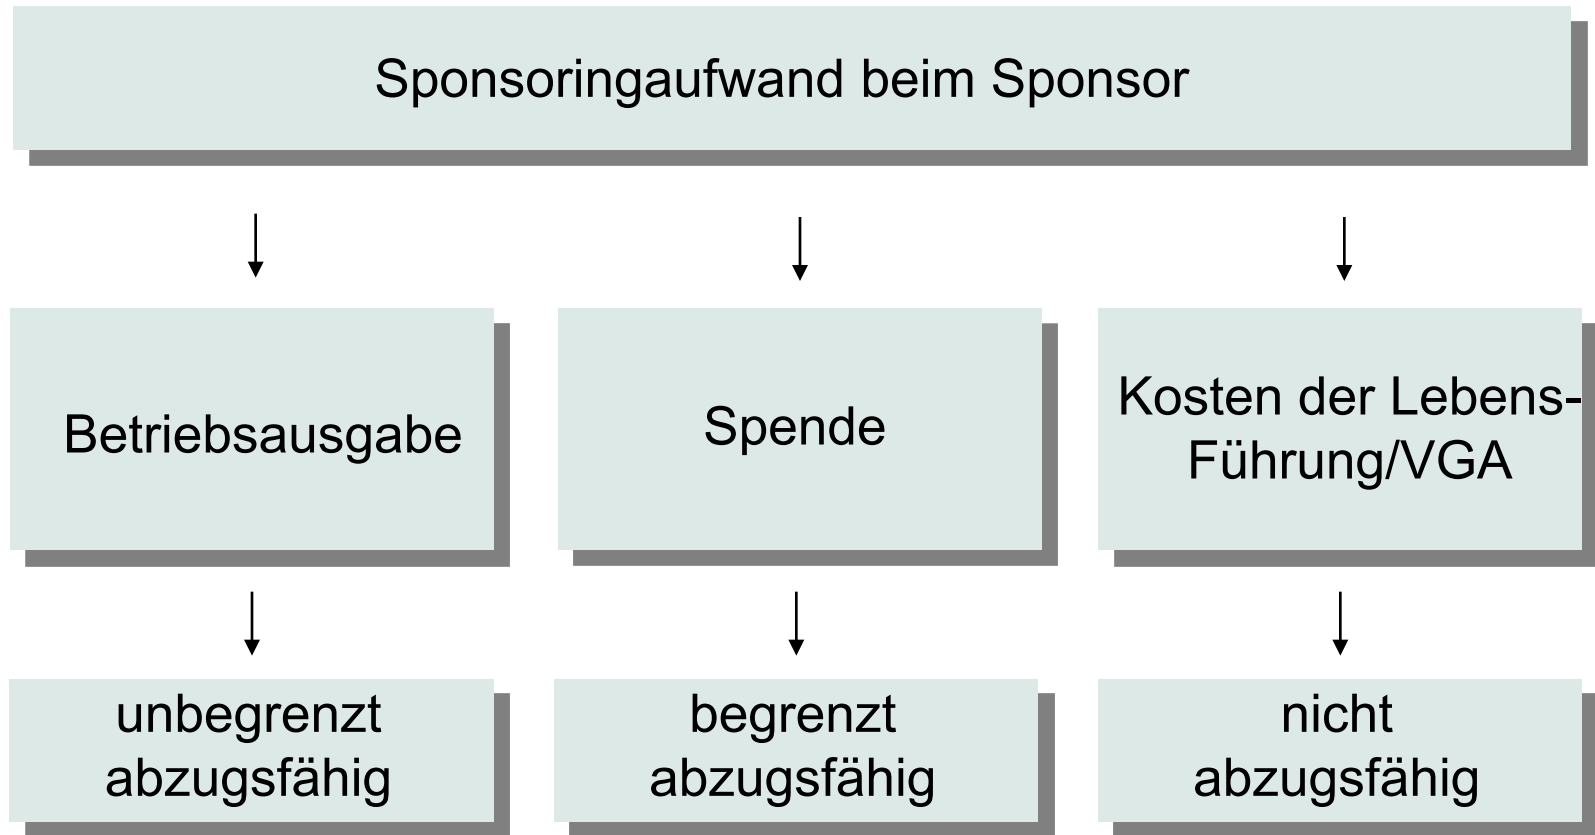 Sponsoringaufwand beim Sponsor
Betriebsausgabe
Spende
Kosten der Lebens-
Führung/VGA
unbegrenzt
abzugsfähig
begrenzt
abzugsfähig
nicht
abzugsfähig